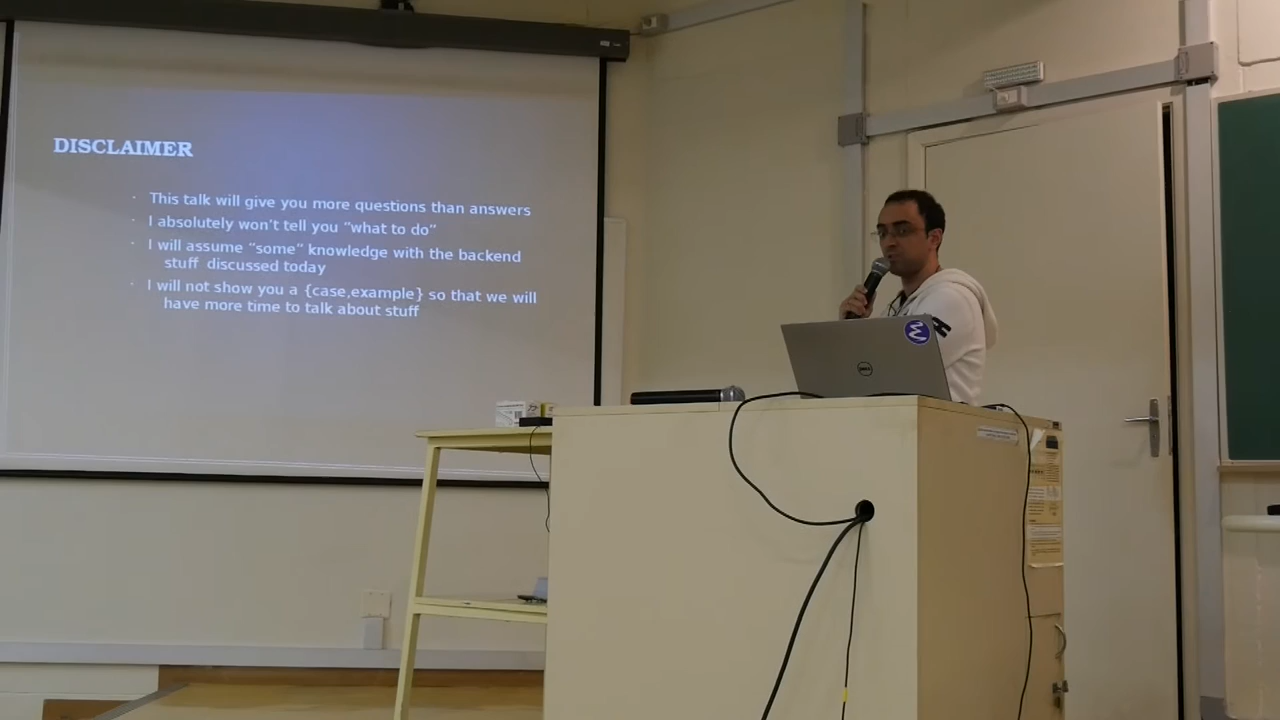 DISCLAIMER
This talk will give you more questions than answers
I absolutely won't tell you “what to do”
I will assume “some” knowledge with the backend
stuff discussed today
I will not show you a {case,example} so that we will
have more time to talk about stuff
DELL